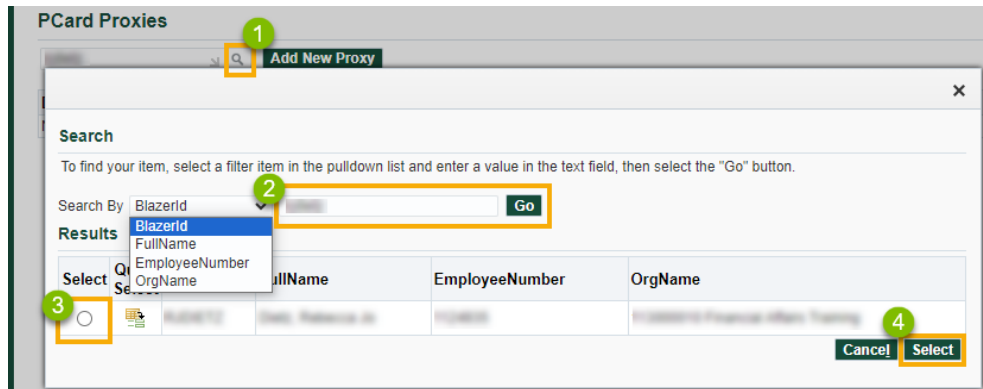 PCard Proxies
1
Add New Proxy
×
Search
To find your item, select a filter item in the pulldown list and enter a value in the text field, then select the "Go" button.
2
Search By BlazerId Go
BlazerId
FullName
EmployeeNumber
OrgName
Results
Select EmployeeNumber OrgName
3
4
Cancel Select